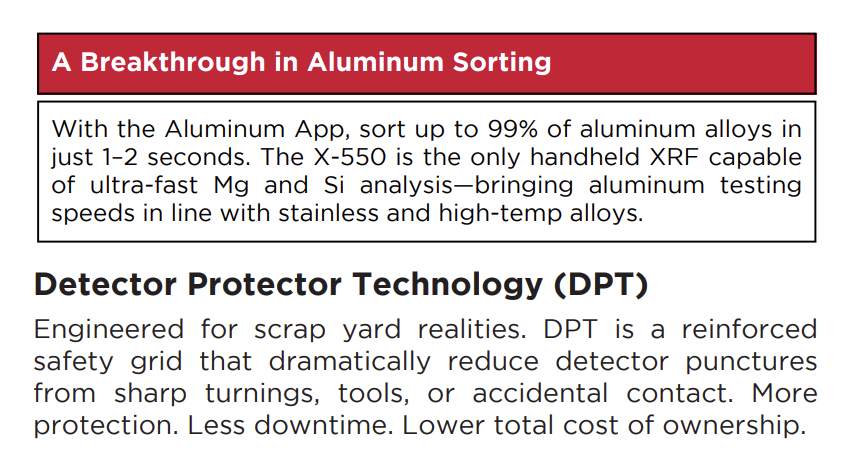 A Breakthrough in Aluminum Sorting
With the Aluminum App, sort up to 99% of aluminum alloys in
just 1–2 seconds. The X-550 is the only handheld XRF capable
of ultra-fast Mg and Si analysis—bringing aluminum testing
speeds in line with stainless and high-temp alloys.
Detector Protector Technology (DPT)
Engineered for scrap yard realities. DPT is a reinforced
safety grid that dramatically reduce detector punctures
from sharp turnings, tools, or accidental contact. More
protection. Less downtime. Lower total cost of ownership.